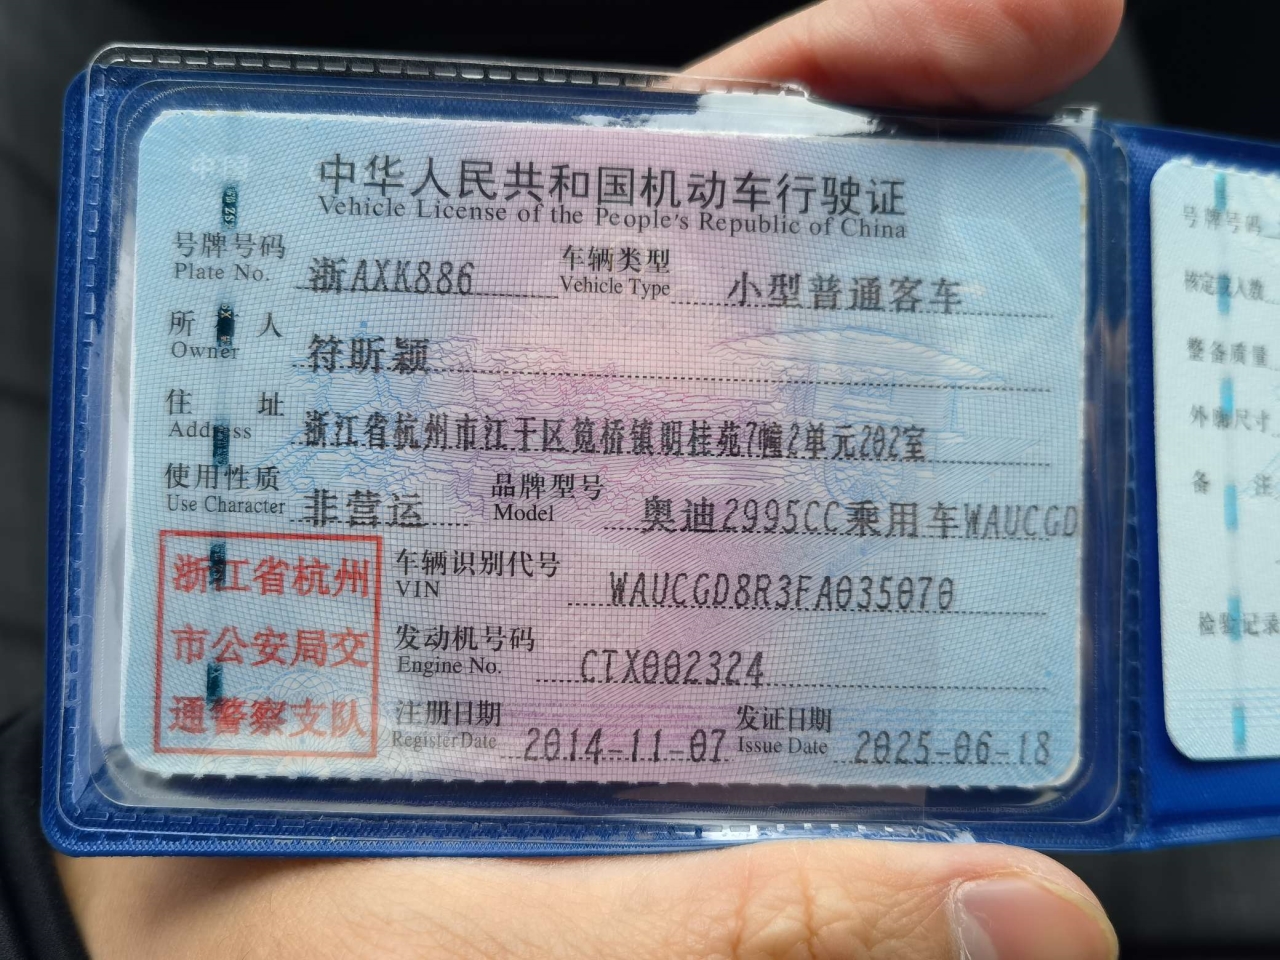 中华人民共和国机动车行驶证
Vehicle License of the People's Republic of China
号牌号码 浙AXK886 车辆类型 小型普通客车
Plate No. Vehicle Type
所 人 符昕颖
Owner
住 址 浙江省杭州市江干区笕桥镇明桂苑7幢2单元202室
Address
使用性质 非营运 品牌型号 奥迪2995CC乘用车WAUCGD
Use Character Model
浙江省杭州
市公安局交
通警察支队
车辆识别代号 WAUCGD8R3FA035070
VIN
发动机号码 CTX002324
Engine No.
注册日期 2014-11-07 发证日期 2025-06-18
Register Date Issue Date
号牌号码
核定载人数
整备质量
外廓尺寸
备 注
检验记录